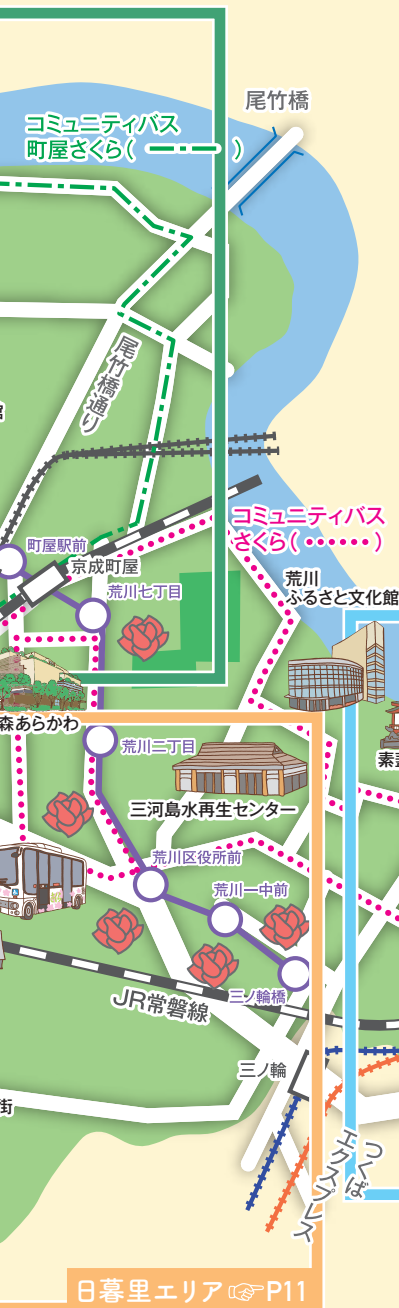 尾竹橋
コミュニティバス
町屋さくら( )
尾竹橋通り
コミュニティバス
さくら( )
町屋駅前
京成町屋
荒川七丁目
荒川
ふるさと文化館
森あらかわ
荒川二丁目
三河島水再生センター
荒川区役所前
荒川一中前
三ノ輪橋
JR常磐線
三ノ輪
街
つくば
エクスプレス
日暮里エリア☞P11